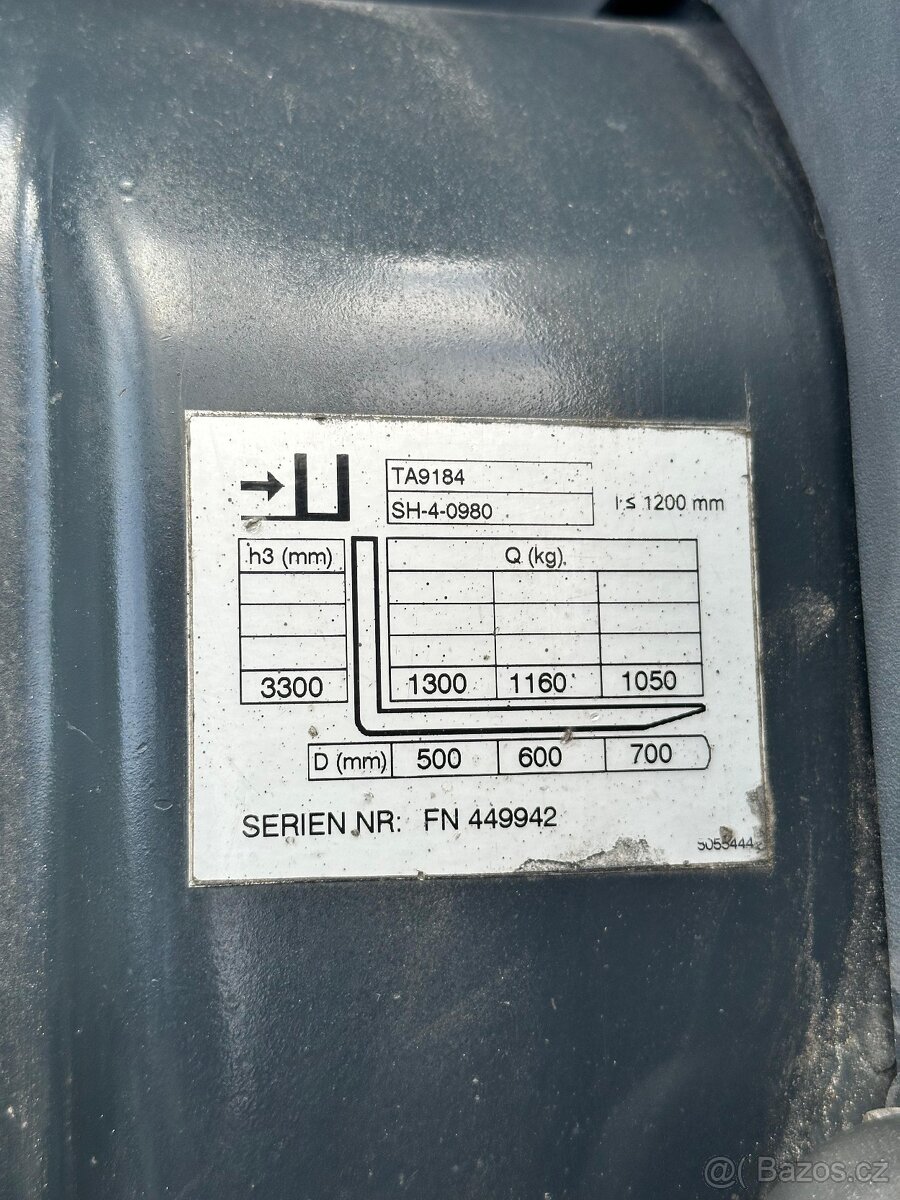 TA9184
SH-4-0980
l ≤ 1200 mm
h3 (mm)
Q (kg)
3300 1300 1160 1050
D (mm) 500 600 700
SERIEN NR: FN 449942
@( Bazos.cz